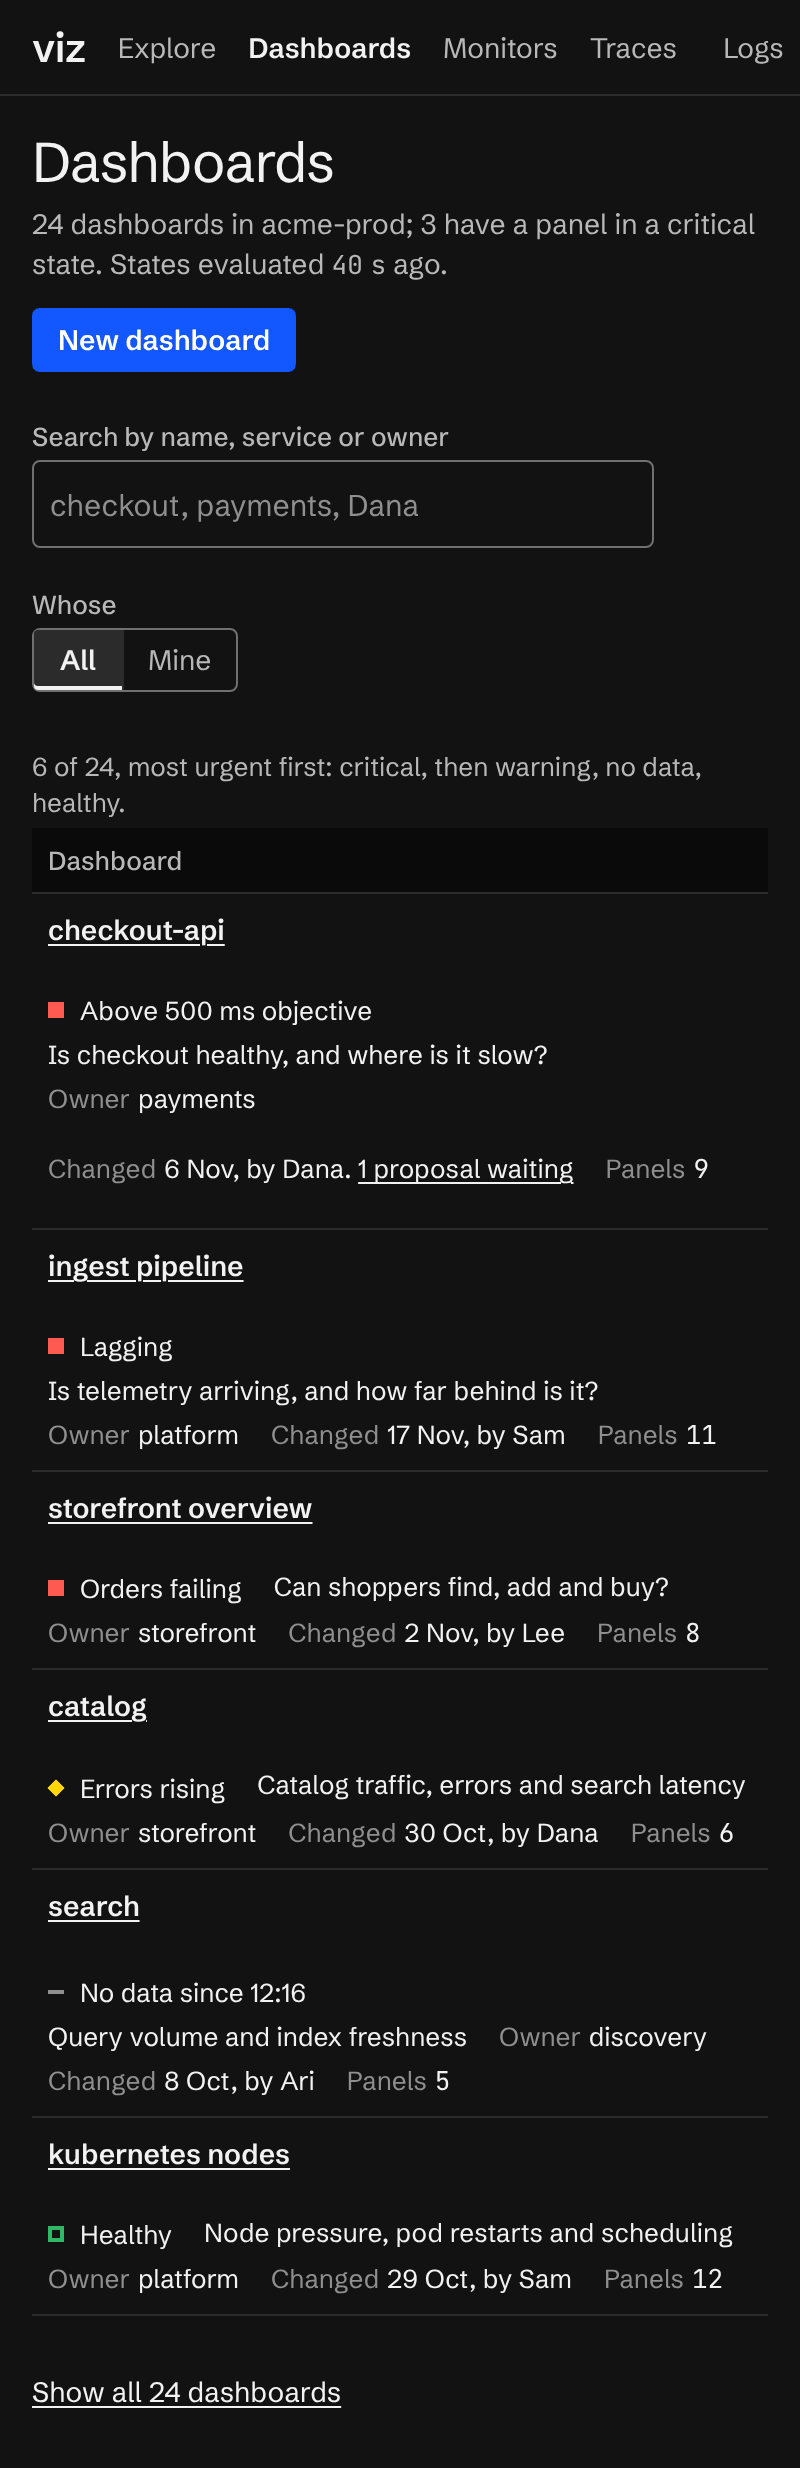 viz Explore Dashboards Monitors Traces Logs
Dashboards
24 dashboards in acme-prod; 3 have a panel in a critical
state. States evaluated 40 s ago.
New dashboard
Search by name, service or owner
checkout, payments, Dana
Whose
All Mine
6 of 24, most urgent first: critical, then warning, no data,
healthy.
Dashboard
checkout-api
Above 500 ms objective
Is checkout healthy, and where is it slow?
Owner payments
Changed 6 Nov, by Dana. 1 proposal waiting Panels 9
ingest pipeline
Lagging
Is telemetry arriving, and how far behind is it?
Owner platform Changed 17 Nov, by Sam Panels 11
storefront overview
Orders failing Can shoppers find, add and buy?
Owner storefront Changed 2 Nov, by Lee Panels 8
catalog
Errors rising Catalog traffic, errors and search latency
Owner storefront Changed 30 Oct, by Dana Panels 6
search
No data since 12:16
Query volume and index freshness Owner discovery
Changed 8 Oct, by Ari Panels 5
kubernetes nodes
Healthy Node pressure, pod restarts and scheduling
Owner platform Changed 29 Oct, by Sam Panels 12
Show all 24 dashboards